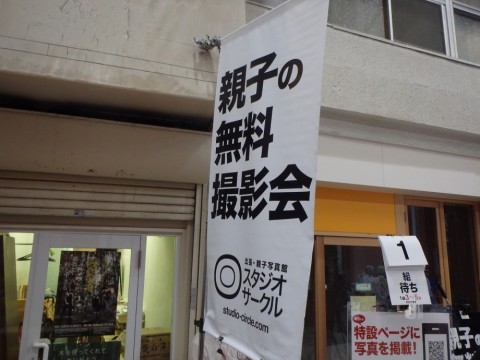 親子の
無料
撮影会
出張・親子写真館
スタジオ
サークル
studio-circle.com
1
組
待ち
特設ページに
写真を掲載!